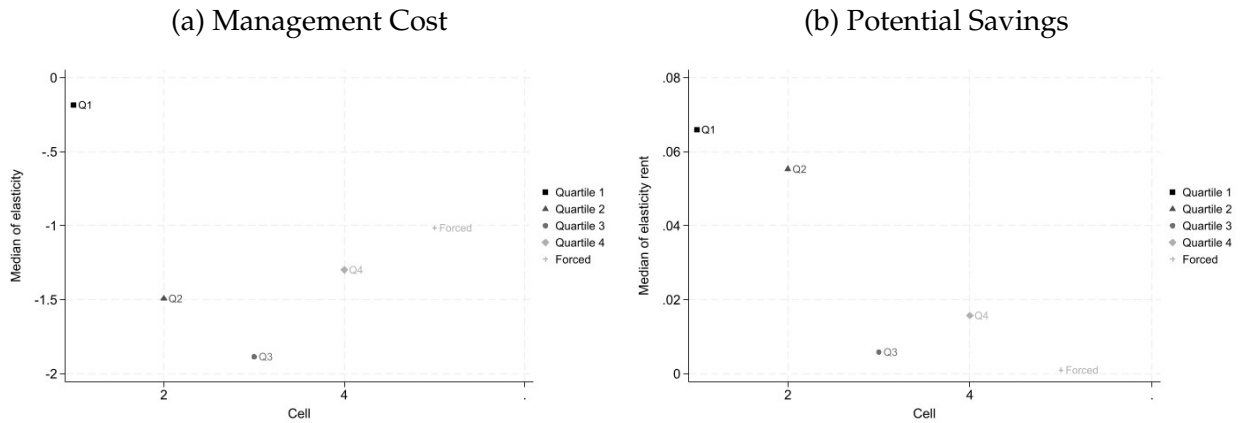 (a) Management Cost
0
-.5
-1
-1.5
-2
Median of elasticity
Q1
Q2
Q3
Q4
Forced
2
4
.
Cell
Quartile 1
Quartile 2
Quartile 3
Quartile 4
Forced
(b) Potential Savings
.08
.06
.04
.02
0
Median of elasticity rent
Q1
Q2
Q3
Q4
Forced
2
4
.
Cell
Quartile 1
Quartile 2
Quartile 3
Quartile 4
Forced